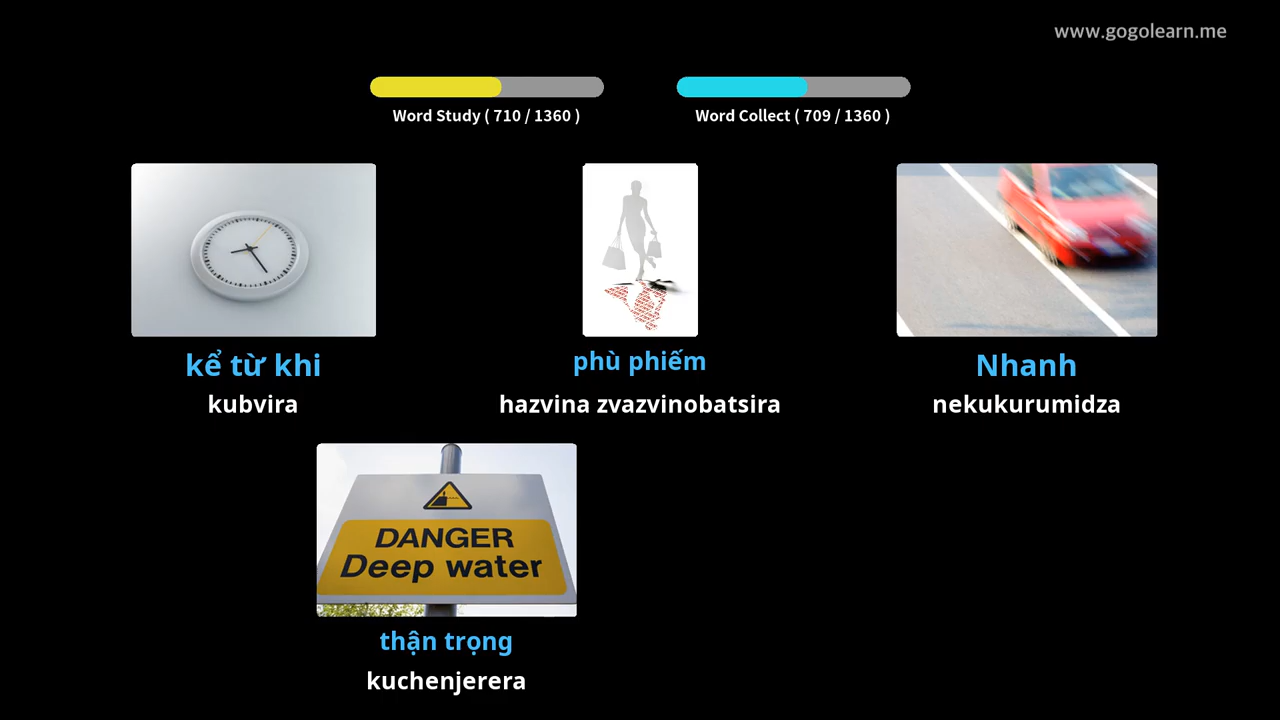 www.gogolearn.me
Word Study ( 710 / 1360 )
Word Collect ( 709 / 1360 )
kể từ khi
kubvira
phù phiếm
hazvina zvazvinobatsira
Nhanh
nekukurumidza
DANGER
Deep water
thận trọng
kuchenjerera